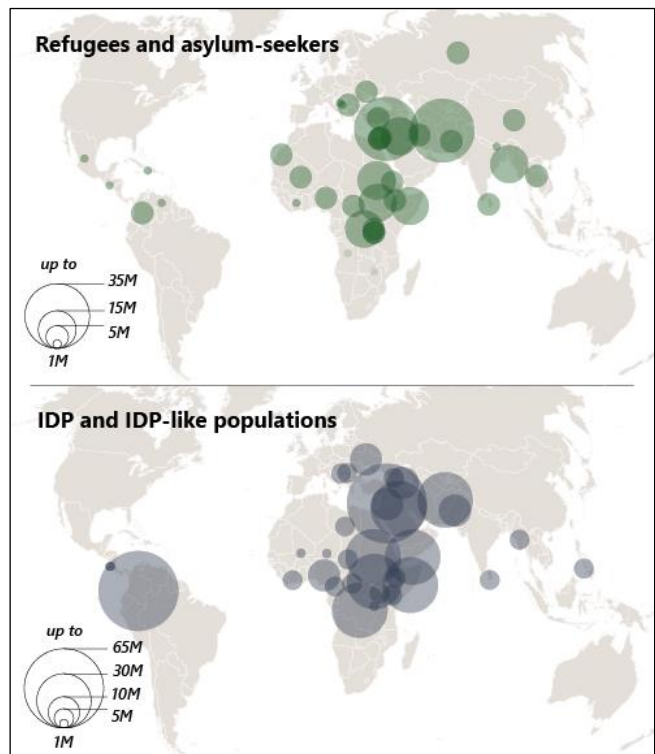 Refugees and asylum-seekers
up to
35M
15M
5M
1M
IDP and IDP-like populations
up to
65M
30M
10M
5M
1M